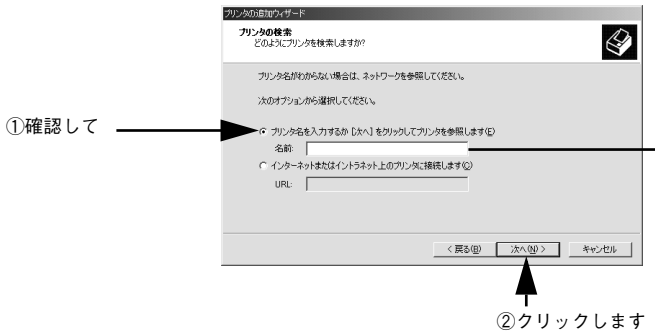 プリンタの追加ウィザード
プリンタの検索
どのようにプリンタを検索しますか?
プリンタ名がわからない場合は、ネットワークを参照してください。
次のオプションから選択してください。
①確認して
プリンタ名を入力するか [次へ] をクリックしてプリンタを参照します(E)
名前:
インターネットまたはイントラネット上のプリンタに接続します(C)
URL:
< 戻る(B)
次へ(N) >
キャンセル
②クリックします